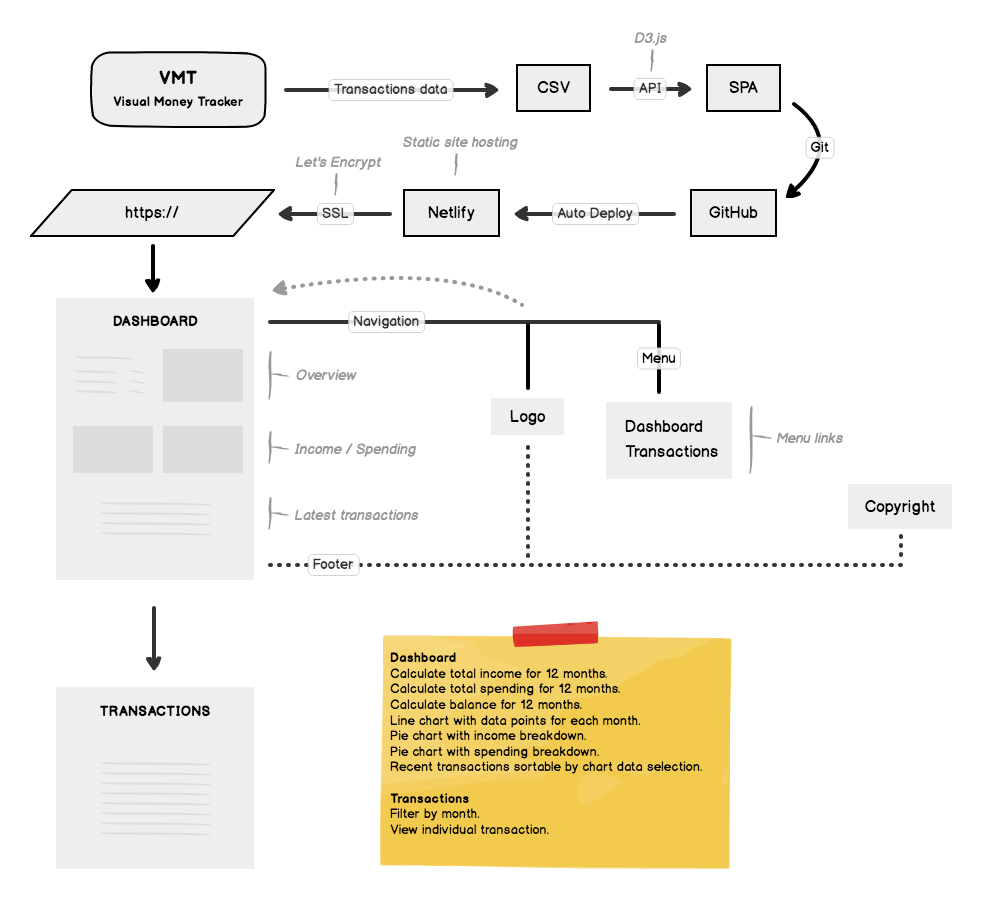 D3.js
VMT
Visual Money Tracker
Transactions data
CSV
API
SPA
Git
Static site hosting
Let's Encrypt
https://
SSL
Netlify
Auto Deploy
GitHub
DASHBOARD
Navigation
Menu
Overview
Logo
Dashboard
Transactions
Menu links
Income / Spending
Latest transactions
Copyright
Footer
TRANSACTIONS
Dashboard
Calculate total income for 12 months.
Calculate total spending for 12 months.
Calculate balance for 12 months.
Line chart with data points for each month.
Pie chart with income breakdown.
Pie chart with spending breakdown.
Recent transactions sortable by chart data selection.
Transactions
Filter by month.
View individual transaction.